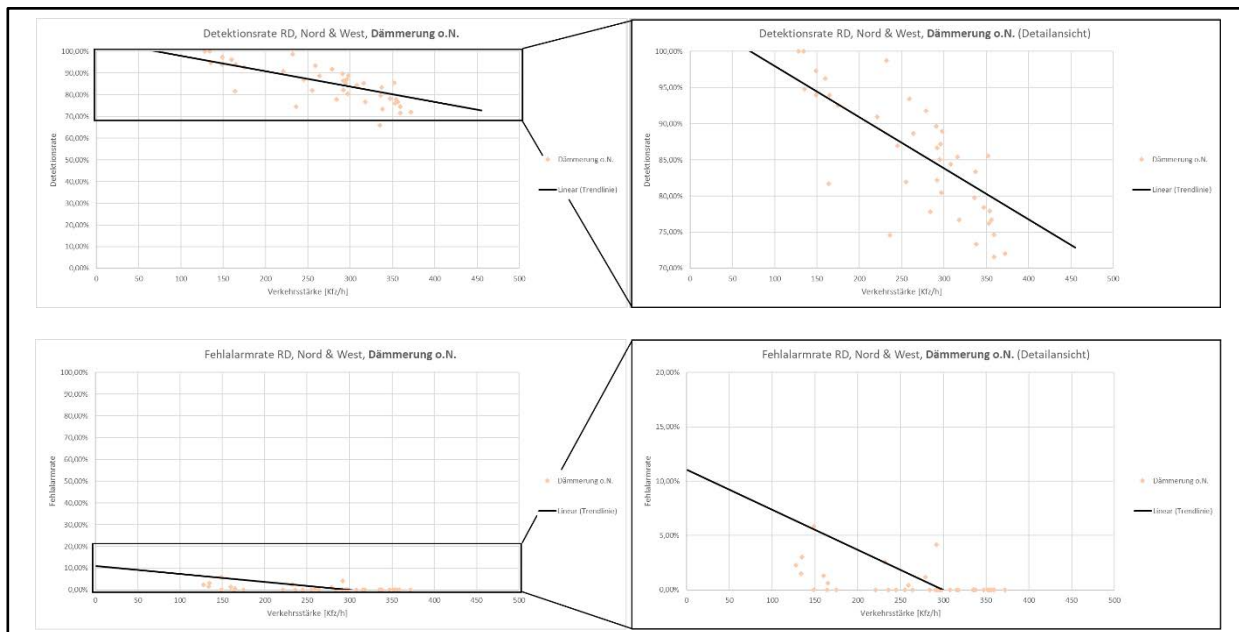 Detektionsrate RD, Nord & West, Dämmerung o.N.
100,00%
90,00%
80,00%
70,00%
60,00%
50,00%
40,00%
30,00%
20,00%
10,00%
0,00%
Detektionsrate
0 50 100 150 200 250 300 350 400 450 500
Verkehrsstärke [Kfz/h]
Dämmerung o.N.
Linear (Trendlinie)
Detektionsrate RD, Nord & West, Dämmerung o.N. (Detailansicht)
100,00%
95,00%
90,00%
85,00%
80,00%
75,00%
70,00%
Detektionsrate
0 50 100 150 200 250 300 350 400 450 500
Verkehrsstärke [Kfz/h]
Dämmerung o.N.
Linear (Trendlinie)
Fehlalarmrate RD, Nord & West, Dämmerung o.N.
100,00%
90,00%
80,00%
70,00%
60,00%
50,00%
40,00%
30,00%
20,00%
10,00%
0,00%
Fehlalarmrate
0 50 100 150 200 250 300 350 400 450 500
Verkehrsstärke [Kfz/h]
Dämmerung o.N.
Linear (Trendlinie)
Fehlalarmrate RD, Nord & West, Dämmerung o.N. (Detailansicht)
20,00%
15,00%
10,00%
5,00%
0,00%
Fehlalarmrate
0 50 100 150 200 250 300 350 400 450 500
Verkehrsstärke [Kfz/h]
Dämmerung o.N.
Linear (Trendlinie)